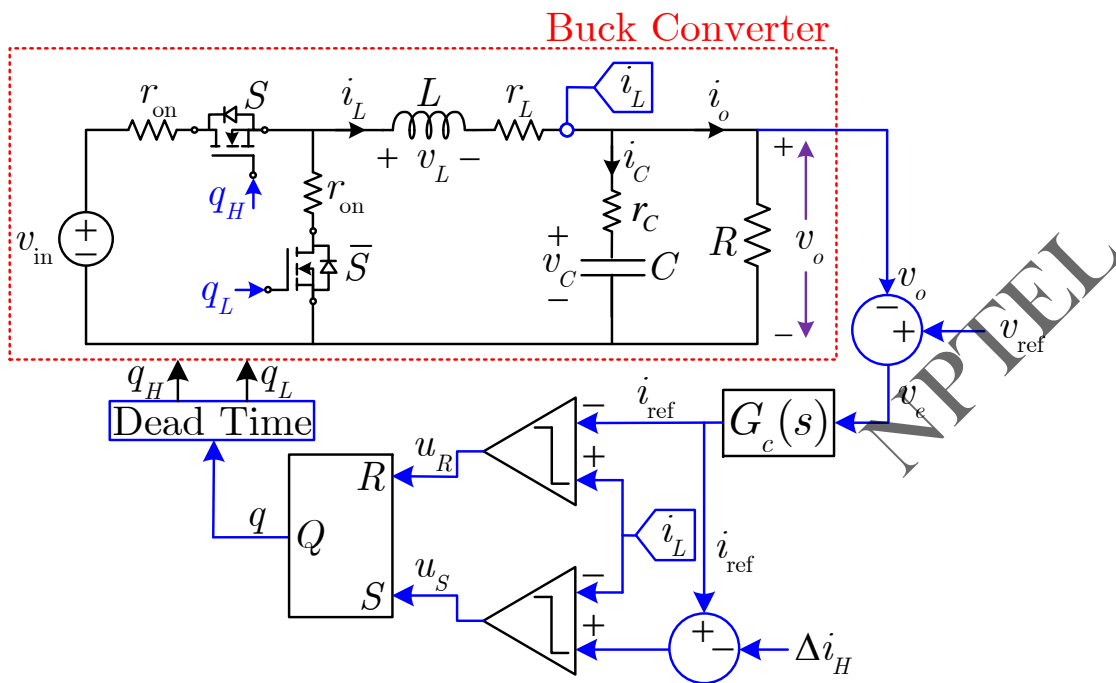 Buck Converter
r_on
S
i_L
L
r_L
i_L
i_o
+ v_L −
+
i_C
q_H
r_on
r_C
v_in
+
−
S̅
+
v_C
−
C
R
v_o
q_L
v_o
−
−
+
v_ref
q_H
q_L
i_ref
v_e
NPTEL
Dead Time
−
G_c(s)
u_R
+
R
q
Q
i_L
i_ref
S
u_S
−
+
+
−
Δi_H